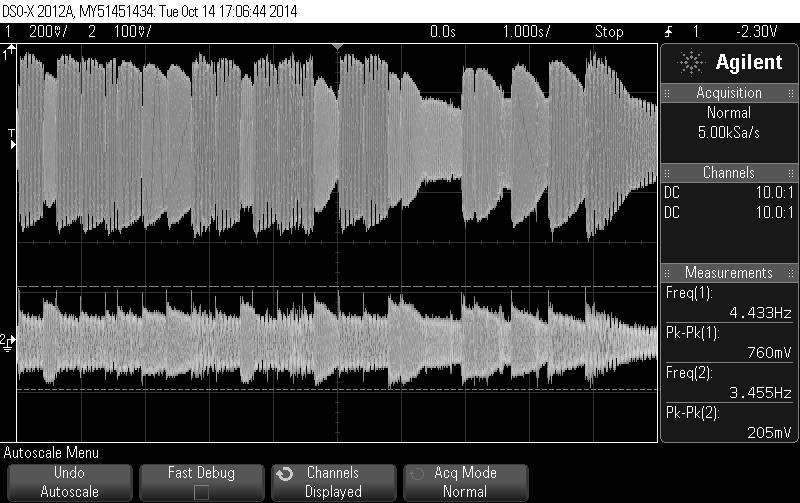 DSO-X 2012A, MY51451434: Tue Oct 14 17:06:44 2014
1 200mV/ 2 100mV/ 0.0s 1.000s/ Stop 1 -2.30V
1
T
2
Agilent
Acquisition
Normal
5.00kSa/s
Channels
DC 10.0:1
DC 10.0:1
Measurements
Freq(1):
4.433Hz
Pk-Pk(1):
760mV
Freq(2):
3.455Hz
Pk-Pk(2):
205mV
Autoscale Menu
Undo Autoscale
Fast Debug
Channels Displayed
Acq Mode Normal